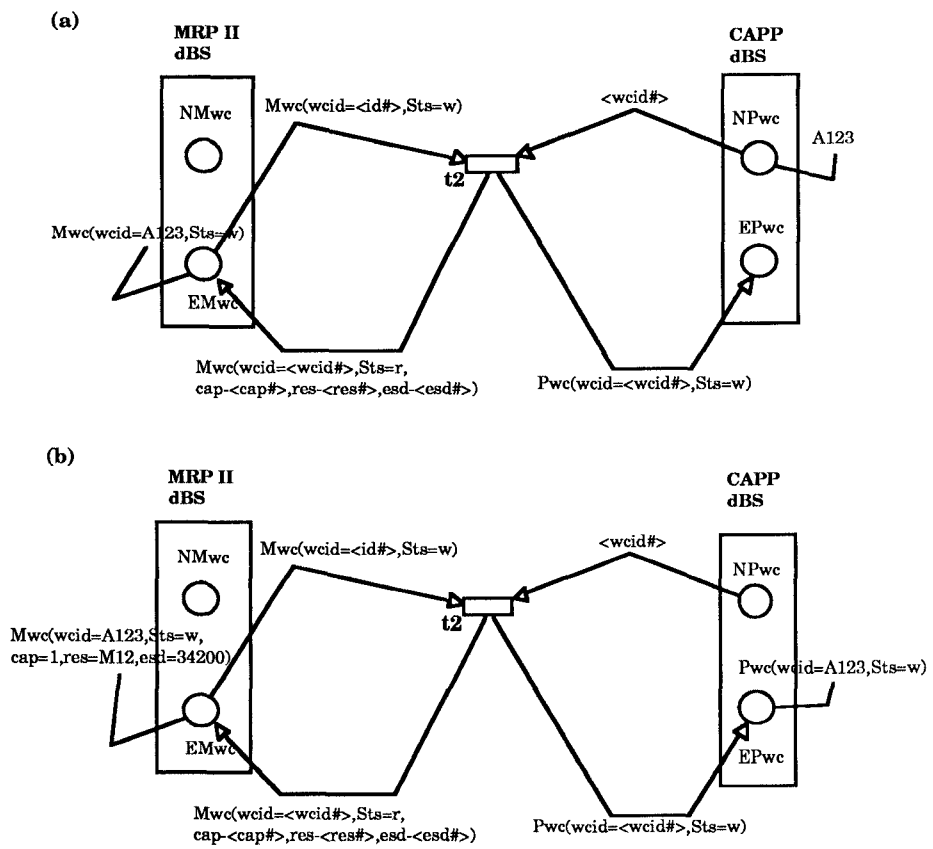 (a)
MRP II
dBS
CAPP
dBS
NMwc
Mwc(wcid=<id#>,Sts=w)
<wcid#>
NPwc
A123
t2
Mwc(wcid=A123,Sts=w)
EPwc
EMwc
Mwc(wcid=<wcid#>,Sts=r,
cap-<cap#>,res-<res#>,esd-<esd#>)
Pwc(wcid=<wcid#>,Sts=w)
(b)
MRP II
dBS
CAPP
dBS
NMwc
Mwc(wcid=<id#>,Sts=w)
<wcid#>
NPwc
t2
Mwc(wcid=A123,Sts=w,
cap=1,res=M12,esd=34200)
Pwc(wcid=A123,Sts=w)
EMwc
EPwc
Mwc(wcid=<wcid#>,Sts=r,
cap-<cap#>,res-<res#>,esd-<esd#>)
Pwc(wcid=<wcid#>,Sts=w)